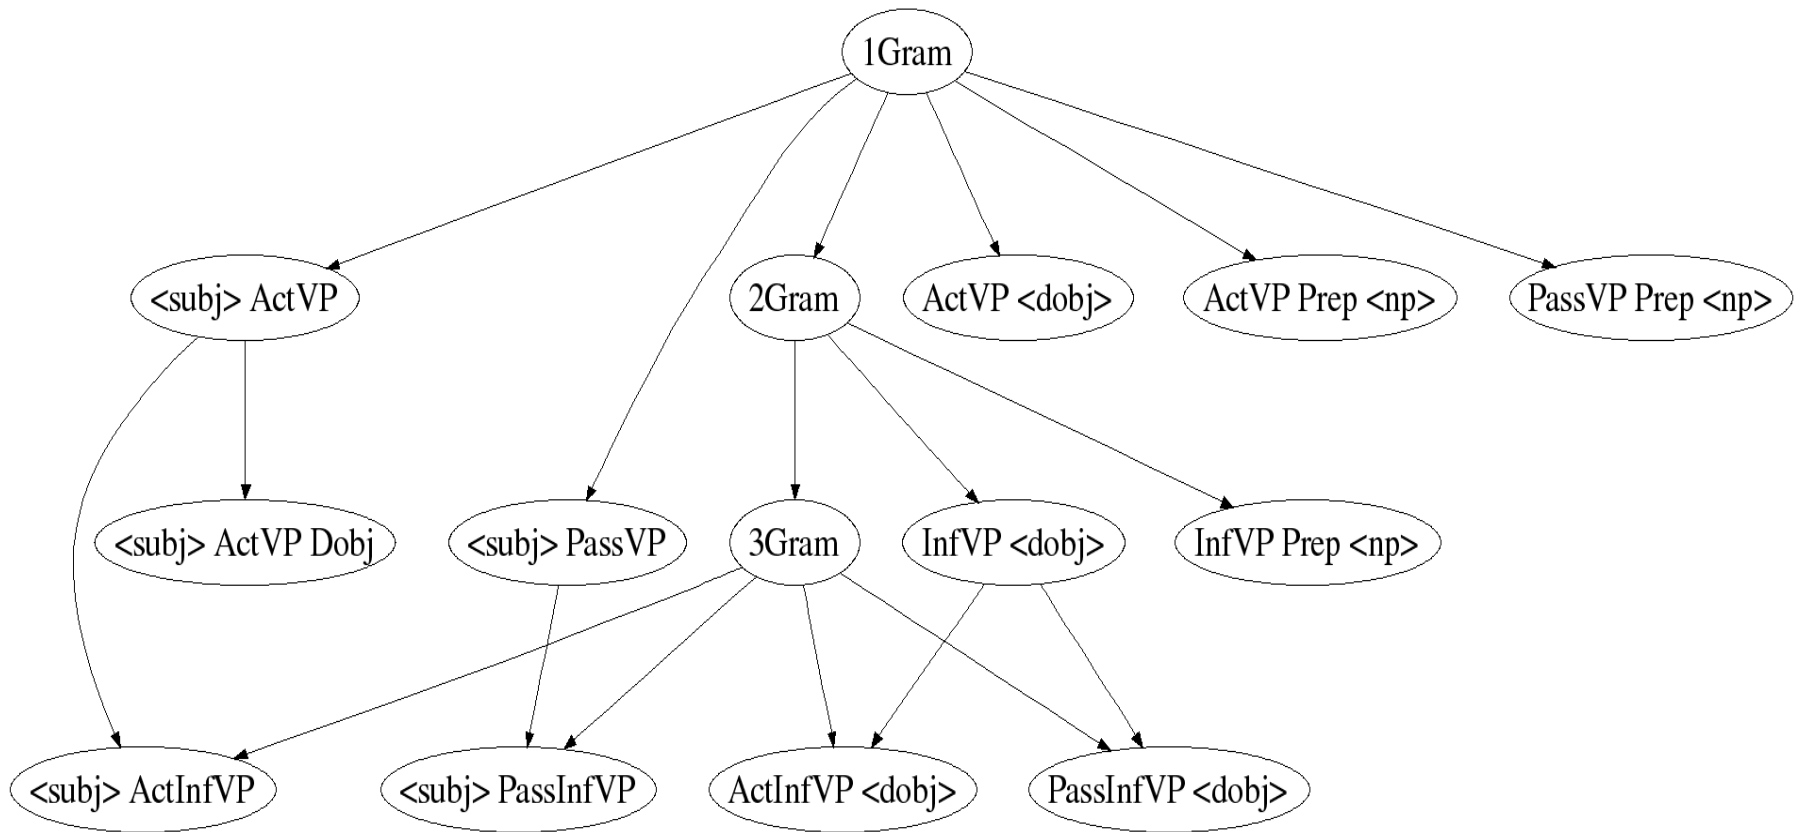 1Gram
<subj> ActVP
2Gram
ActVP <dobj>
ActVP Prep <np>
PassVP Prep <np>
<subj> ActVP Dobj
<subj> PassVP
3Gram
InfVP <dobj>
InfVP Prep <np>
<subj> ActInfVP
<subj> PassInfVP
ActInfVP <dobj>
PassInfVP <dobj>